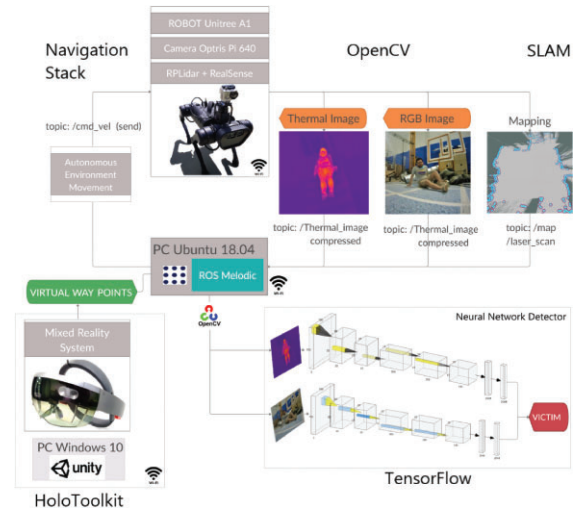 ROBOT Unitree A1
Camera Optris PI 640
RPLidar + RealSense
Navigation
Stack
OpenCV
SLAM
topic: /cmd_vel (send)
Autonomous
Environment
Movement
Thermal Image
RGB Image
Mapping
topic: /Thermal_image
compressed
topic: /Thermal_image
compressed
topic: /map
/laser_scan
PC Ubuntu 18.04
ROS Melodic
VIRTUAL WAY POINTS
OpenCV
Mixed Reality
System
PC Windows 10
unity
HoloToolkit
Neural Network Detector
VICTIM
TensorFlow